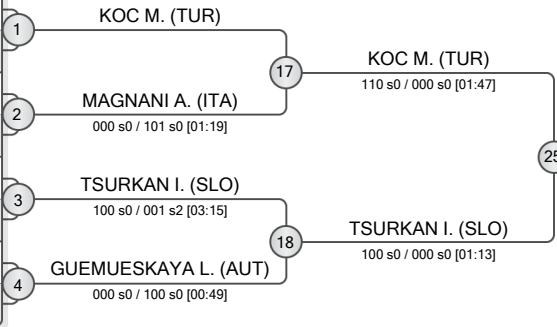 1
KOC M. (TUR)
17
KOC M. (TUR)
110 s0 / 000 s0 [01:47]
2
MAGNANI A. (ITA)
000 s0 / 101 s0 [01:19]
25
3
TSURKAN I. (SLO)
100 s0 / 001 s2 [03:15]
18
TSURKAN I. (SLO)
100 s0 / 000 s0 [01:13]
4
GUEMUESKAYA L. (AUT)
000 s0 / 100 s0 [00:49]